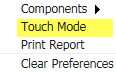 Components
Touch Mode
Print Report
Clear Preferences